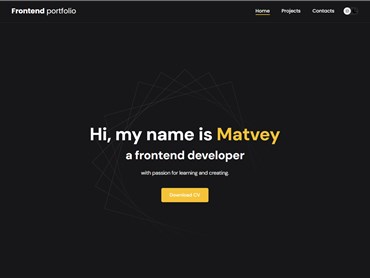 Frontend portfolio
Home Projects Contacts
Hi, my name is Matvey
a frontend developer
with passion for learning and creating.
Download CV